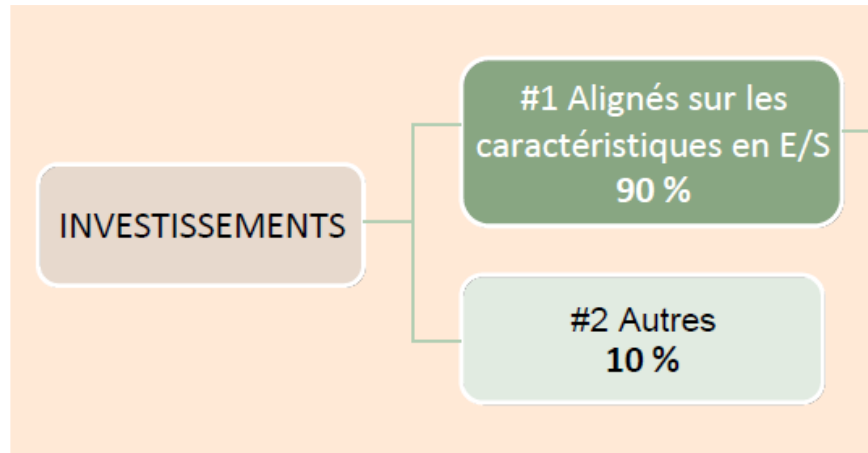 #1 Alignés sur les
caractéristiques en E/S
90 %
INVESTISSEMENTS
#2 Autres
10 %